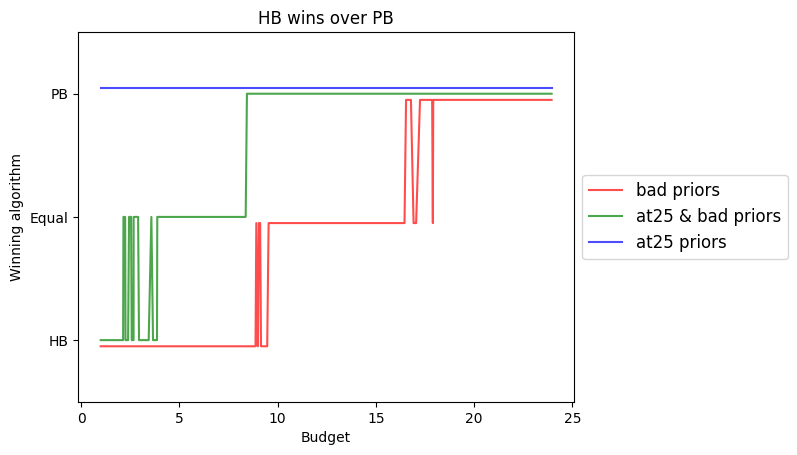 HB wins over PB
PB
Equal
HB
Winning algorithm
0
5
10
15
20
25
Budget
bad priors
at25 & bad priors
at25 priors